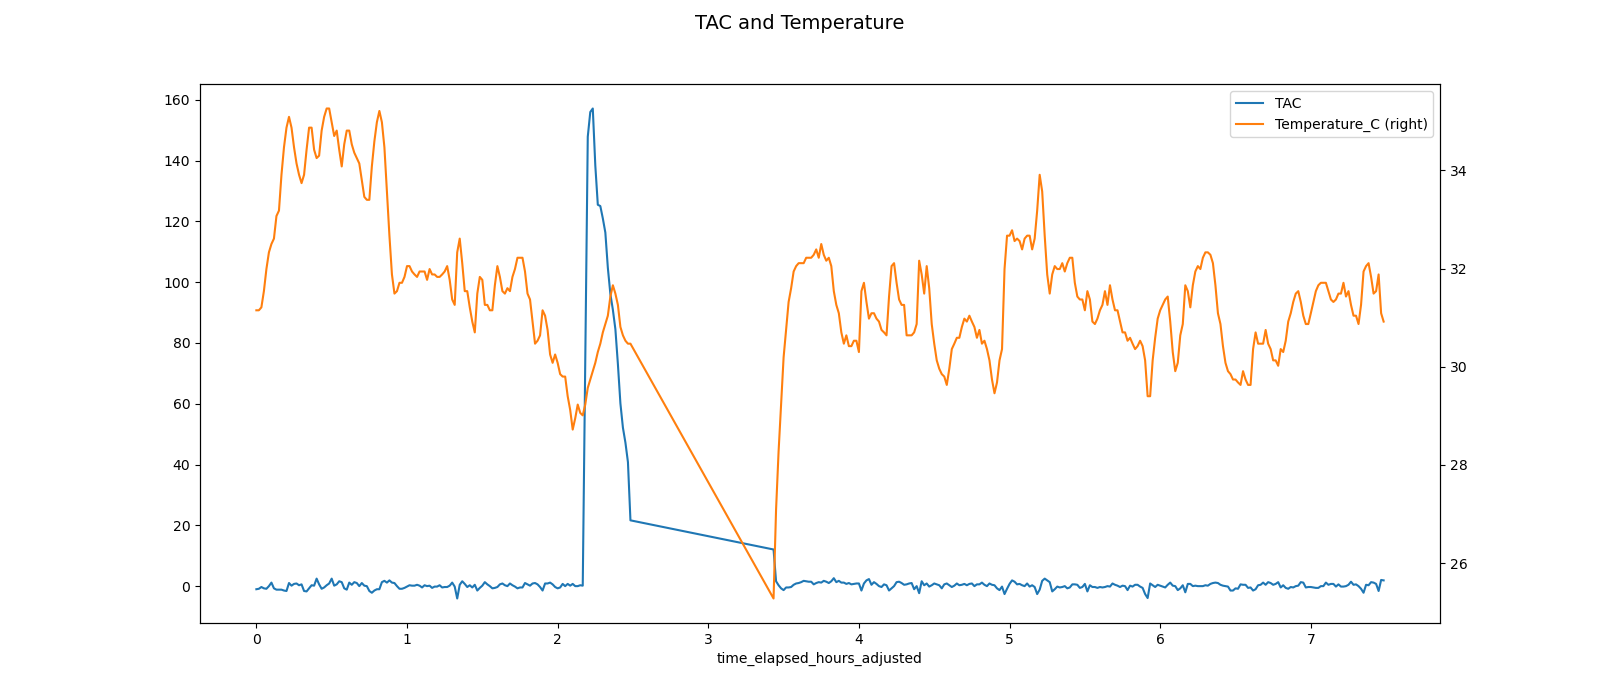 TAC and Temperature
TAC
Temperature_C (right)
160
140
120
100
80
60
40
20
0
34
32
30
28
26
0 1 2 3 4 5 6 7
time_elapsed_hours_adjusted